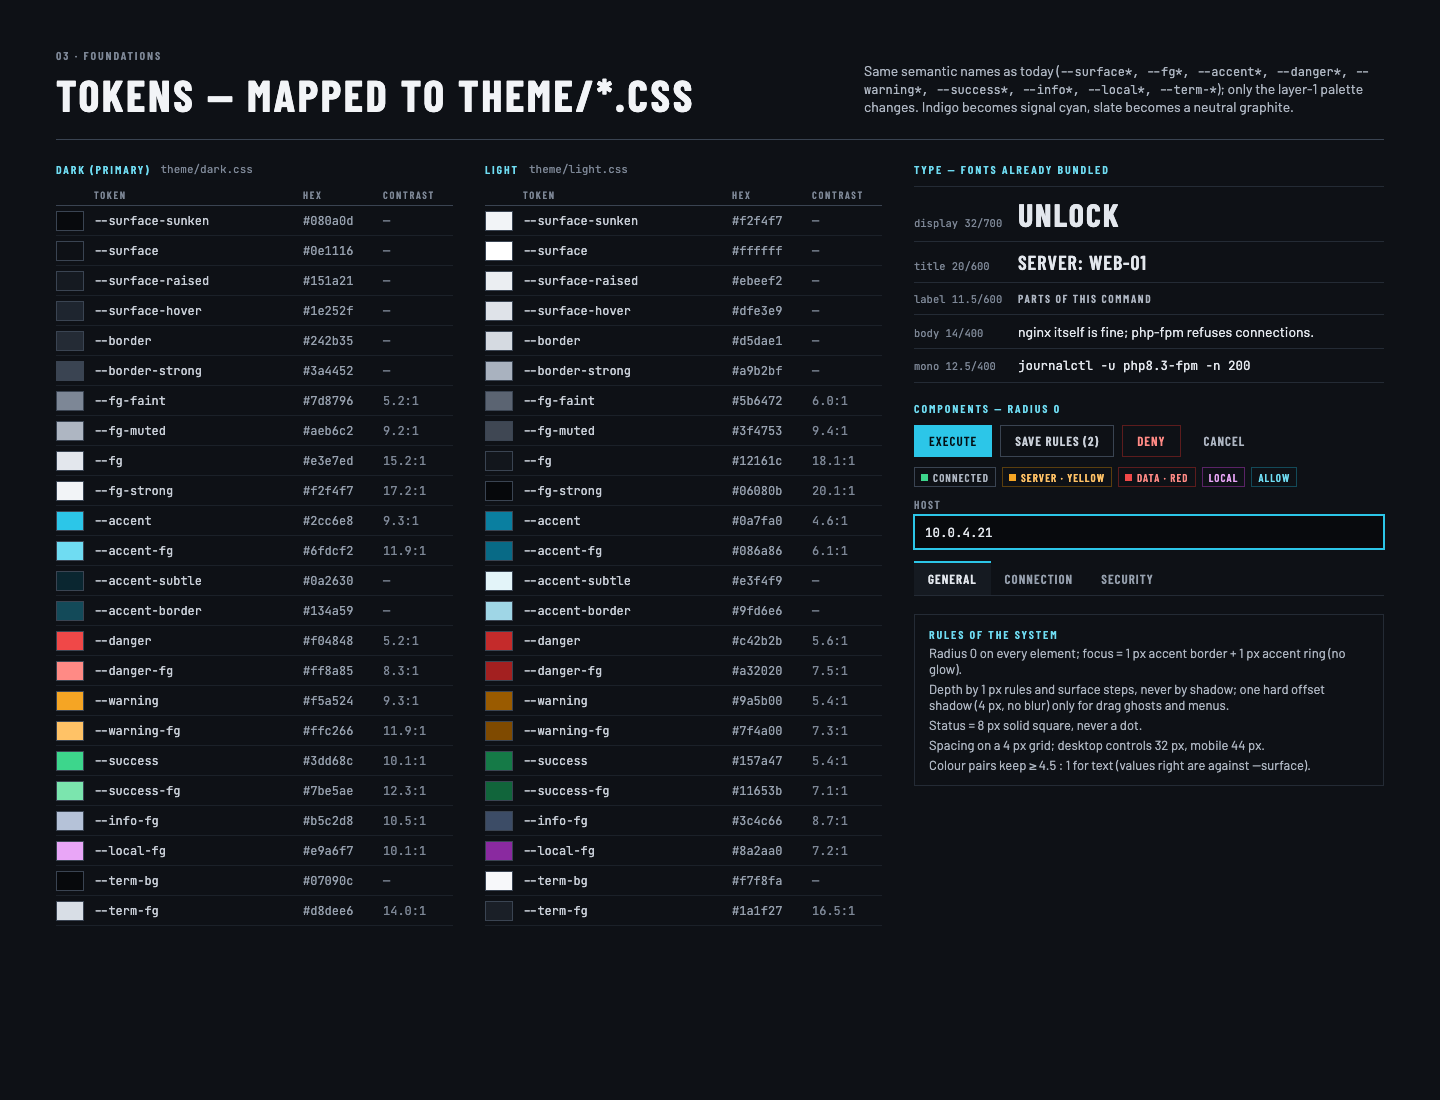 03 · FOUNDATIONS
TOKENS — MAPPED TO THEME/*.CSS
Same semantic names as today (--surface*, --fg*, --accent*, --danger*, --
warning*, --success*, --info*, --local*, --term-*); only the layer-1 palette
changes. Indigo becomes signal cyan, slate becomes a neutral graphite.
DARK (PRIMARY) theme/dark.css
TOKEN HEX CONTRAST
--surface-sunken #080a0d —
--surface #0e1116 —
--surface-raised #151a21 —
--surface-hover #1e252f —
--border #242b35 —
--border-strong #3a4452 —
--fg-faint #7d8796 5.2:1
--fg-muted #aeb6c2 9.2:1
--fg #e3e7ed 15.2:1
--fg-strong #f2f4f7 17.2:1
--accent #2cc6e8 9.3:1
--accent-fg #6fdcf2 11.9:1
--accent-subtle #0a2630 —
--accent-border #134a59 —
--danger #f04848 5.2:1
--danger-fg #ff8a85 8.3:1
--warning #f5a524 9.3:1
--warning-fg #ffc266 11.9:1
--success #3dd68c 10.1:1
--success-fg #7be5ae 12.3:1
--info-fg #b5c2d8 10.5:1
--local-fg #e9a6f7 10.1:1
--term-bg #07090c —
--term-fg #d8dee6 14.0:1
LIGHT theme/light.css
TOKEN HEX CONTRAST
--surface-sunken #f2f4f7 —
--surface #ffffff —
--surface-raised #ebeef2 —
--surface-hover #dfe3e9 —
--border #d5dae1 —
--border-strong #a9b2bf —
--fg-faint #5b6472 6.0:1
--fg-muted #3f4753 9.4:1
--fg #12161c 18.1:1
--fg-strong #06080b 20.1:1
--accent #0a7fa0 4.6:1
--accent-fg #086a86 6.1:1
--accent-subtle #e3f4f9 —
--accent-border #9fd6e6 —
--danger #c42b2b 5.6:1
--danger-fg #a32020 7.5:1
--warning #9a5b00 5.4:1
--warning-fg #7f4a00 7.3:1
--success #157a47 5.4:1
--success-fg #11653b 7.1:1
--info-fg #3c4c66 8.7:1
--local-fg #8a2aa0 7.2:1
--term-bg #f7f8fa —
--term-fg #1a1f27 16.5:1
TYPE — FONTS ALREADY BUNDLED
display 32/700 UNLOCK
title 20/600 SERVER: WEB-01
label 11.5/600 PARTS OF THIS COMMAND
body 14/400 nginx itself is fine; php-fpm refuses connections.
mono 12.5/400 journalctl -u php8.3-fpm -n 200
COMPONENTS — RADIUS 0
EXECUTE SAVE RULES (2) DENY CANCEL
CONNECTED SERVER · YELLOW DATA · RED LOCAL ALLOW
HOST
10.0.4.21
GENERAL CONNECTION SECURITY
RULES OF THE SYSTEM
Radius 0 on every element; focus = 1 px accent border + 1 px accent ring (no
glow).
Depth by 1 px rules and surface steps, never by shadow; one hard offset
shadow (4 px, no blur) only for drag ghosts and menus.
Status = 8 px solid square, never a dot.
Spacing on a 4 px grid; desktop controls 32 px, mobile 44 px.
Colour pairs keep ≥ 4.5 : 1 for text (values right are against —surface).